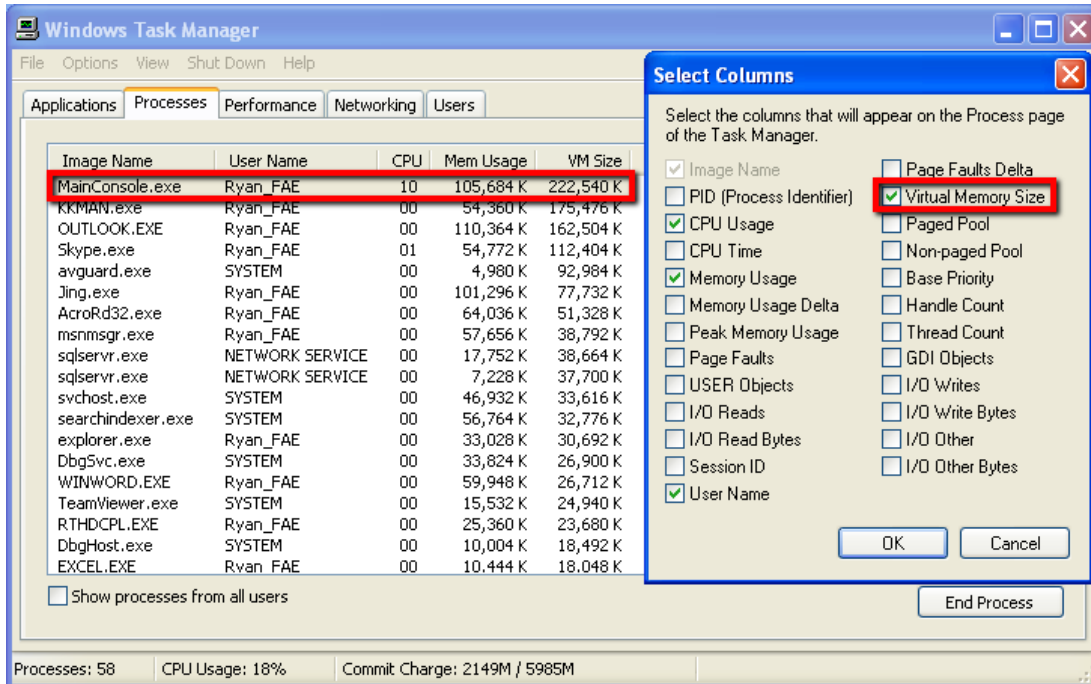 Windows Task Manager
File Options View Shut Down Help
Applications Processes Performance Networking Users
Image Name User Name CPU Mem Usage VM Size
MainConsole.exe Ryan_FAE 10 105,684 K 222,540 K
KKMAN.exe Ryan_FAE 00 54,360 K 175,476 K
OUTLOOK.EXE Ryan_FAE 00 110,364 K 162,504 K
Skype.exe Ryan_FAE 01 54,772 K 112,404 K
avguard.exe SYSTEM 00 4,980 K 92,984 K
Jing.exe Ryan_FAE 00 101,296 K 77,732 K
AcroRd32.exe Ryan_FAE 00 64,036 K 51,328 K
msnmsgr.exe Ryan_FAE 00 57,656 K 38,792 K
sqlservr.exe NETWORK SERVICE 00 17,752 K 38,664 K
sqlservr.exe NETWORK SERVICE 00 7,228 K 37,700 K
svchost.exe SYSTEM 00 46,932 K 33,616 K
searchindexer.exe SYSTEM 00 56,764 K 32,776 K
explorer.exe Ryan_FAE 00 33,028 K 30,692 K
DbgSvc.exe SYSTEM 00 33,824 K 26,900 K
WINWORD.EXE Ryan_FAE 00 59,948 K 26,712 K
TeamViewer.exe SYSTEM 00 15,532 K 24,940 K
RTHDCPL.EXE Ryan_FAE 00 25,360 K 23,680 K
DbgHost.exe SYSTEM 00 10,004 K 18,492 K
EXCEL.EXE Ryan_FAE 00 10,444 K 18,048 K
Show processes from all users
End Process
Processes: 58 CPU Usage: 18% Commit Charge: 2149M / 5985M
Select Columns
Select the columns that will appear on the Process page
of the Task Manager.
Image Name
PID (Process Identifier)
CPU Usage
CPU Time
Memory Usage
Memory Usage Delta
Peak Memory Usage
Page Faults
USER Objects
I/O Reads
I/O Read Bytes
Session ID
User Name
Page Faults Delta
Virtual Memory Size
Paged Pool
Non-paged Pool
Base Priority
Handle Count
Thread Count
GDI Objects
I/O Writes
I/O Write Bytes
I/O Other
I/O Other Bytes
OK Cancel